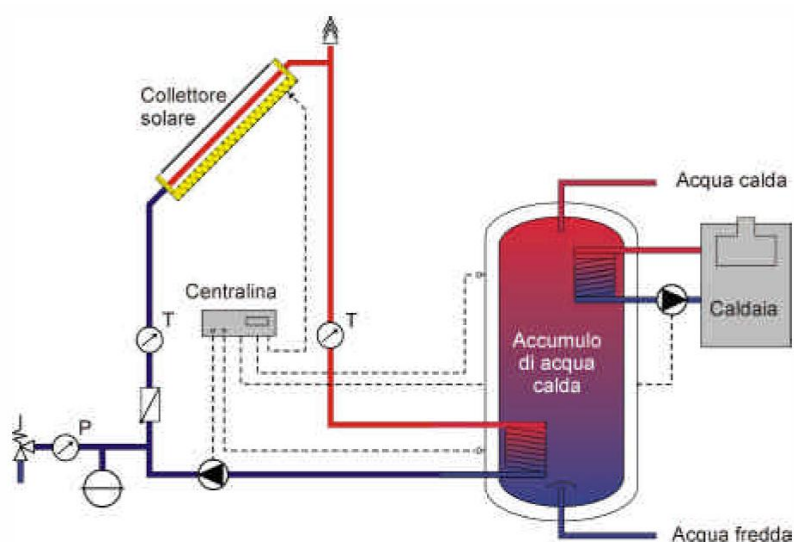 Collettore
solare
Acqua calda
Centralina
T
T
Caldaia
Accumulo
di acqua
calda
P
Acqua fredda